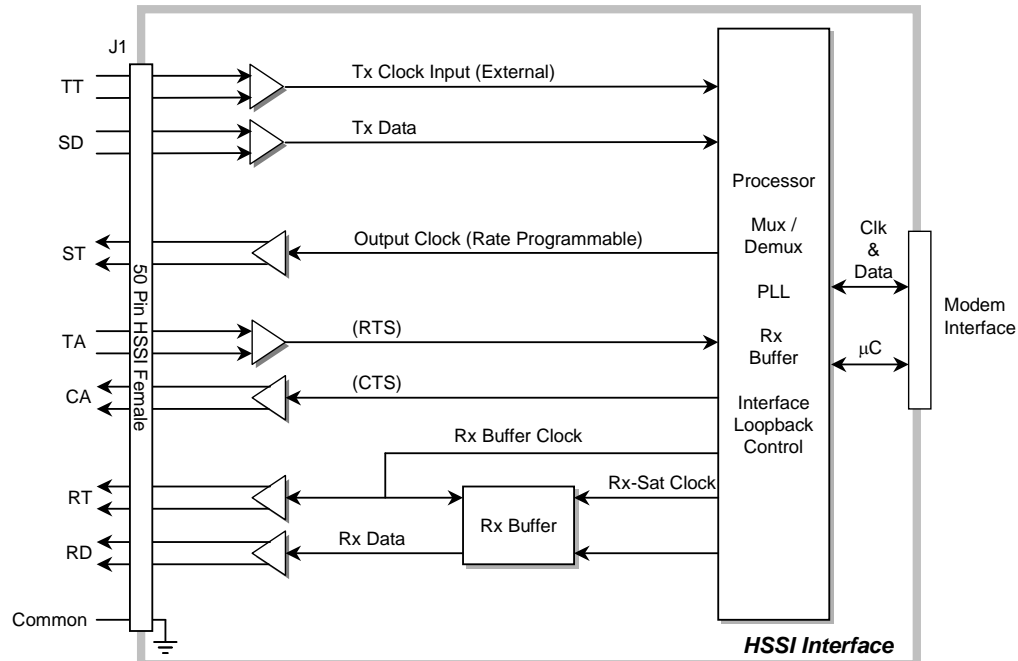 J1
TT
Tx Clock Input (External)
SD
Tx Data
Processor
Mux /
Demux
PLL
Rx
Buffer
Interface
Loopback
Control
ST
Output Clock (Rate Programmable)
Clk
&
Data
Modem
Interface
50 Pin HSSI Female
TA
(RTS)
μC
CA
(CTS)
Rx Buffer Clock
RT
Rx-Sat Clock
Rx Buffer
RD
Rx Data
Common
HSSI Interface